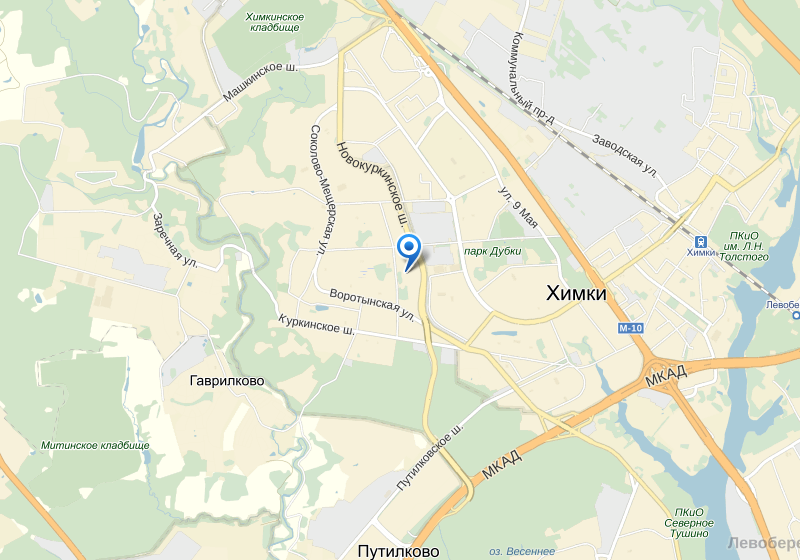 Химкинское
кладбище
Машкинское ш.
Коммунальный пр-д
Заводская ул.
Новокуркинское ш.
Соколово-Мещерская ул.
ул. 9 Мая
Заречная ул.
парк Дубки
Химки
ПКиО
им. Л.Н.
Толстого
Химки
Левобе
Воротынская ул.
Куркинское ш.
М-10
МКАД
Гаврилково
Митинское кладбище
Путилковское ш.
МКАД
ПКиО
Северное
Тушино
Левобере
Путилково
оз. Весеннее